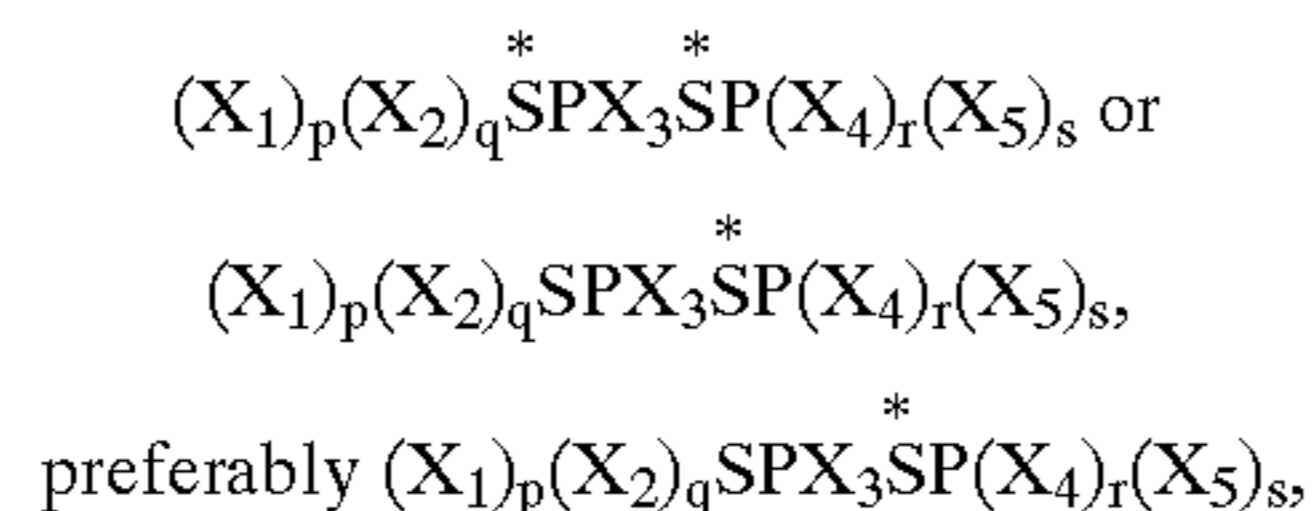 * *
(X₁)ₚ(X₂)qSPX₃SP(X₄)ᵣ(X₅)ₛ or
*
(X₁)ₚ(X₂)qSPX₃SP(X₄)ᵣ(X₅)ₛ,
*
preferably (X₁)ₚ(X₂)qSPX₃SP(X₄)ᵣ(X₅)ₛ,